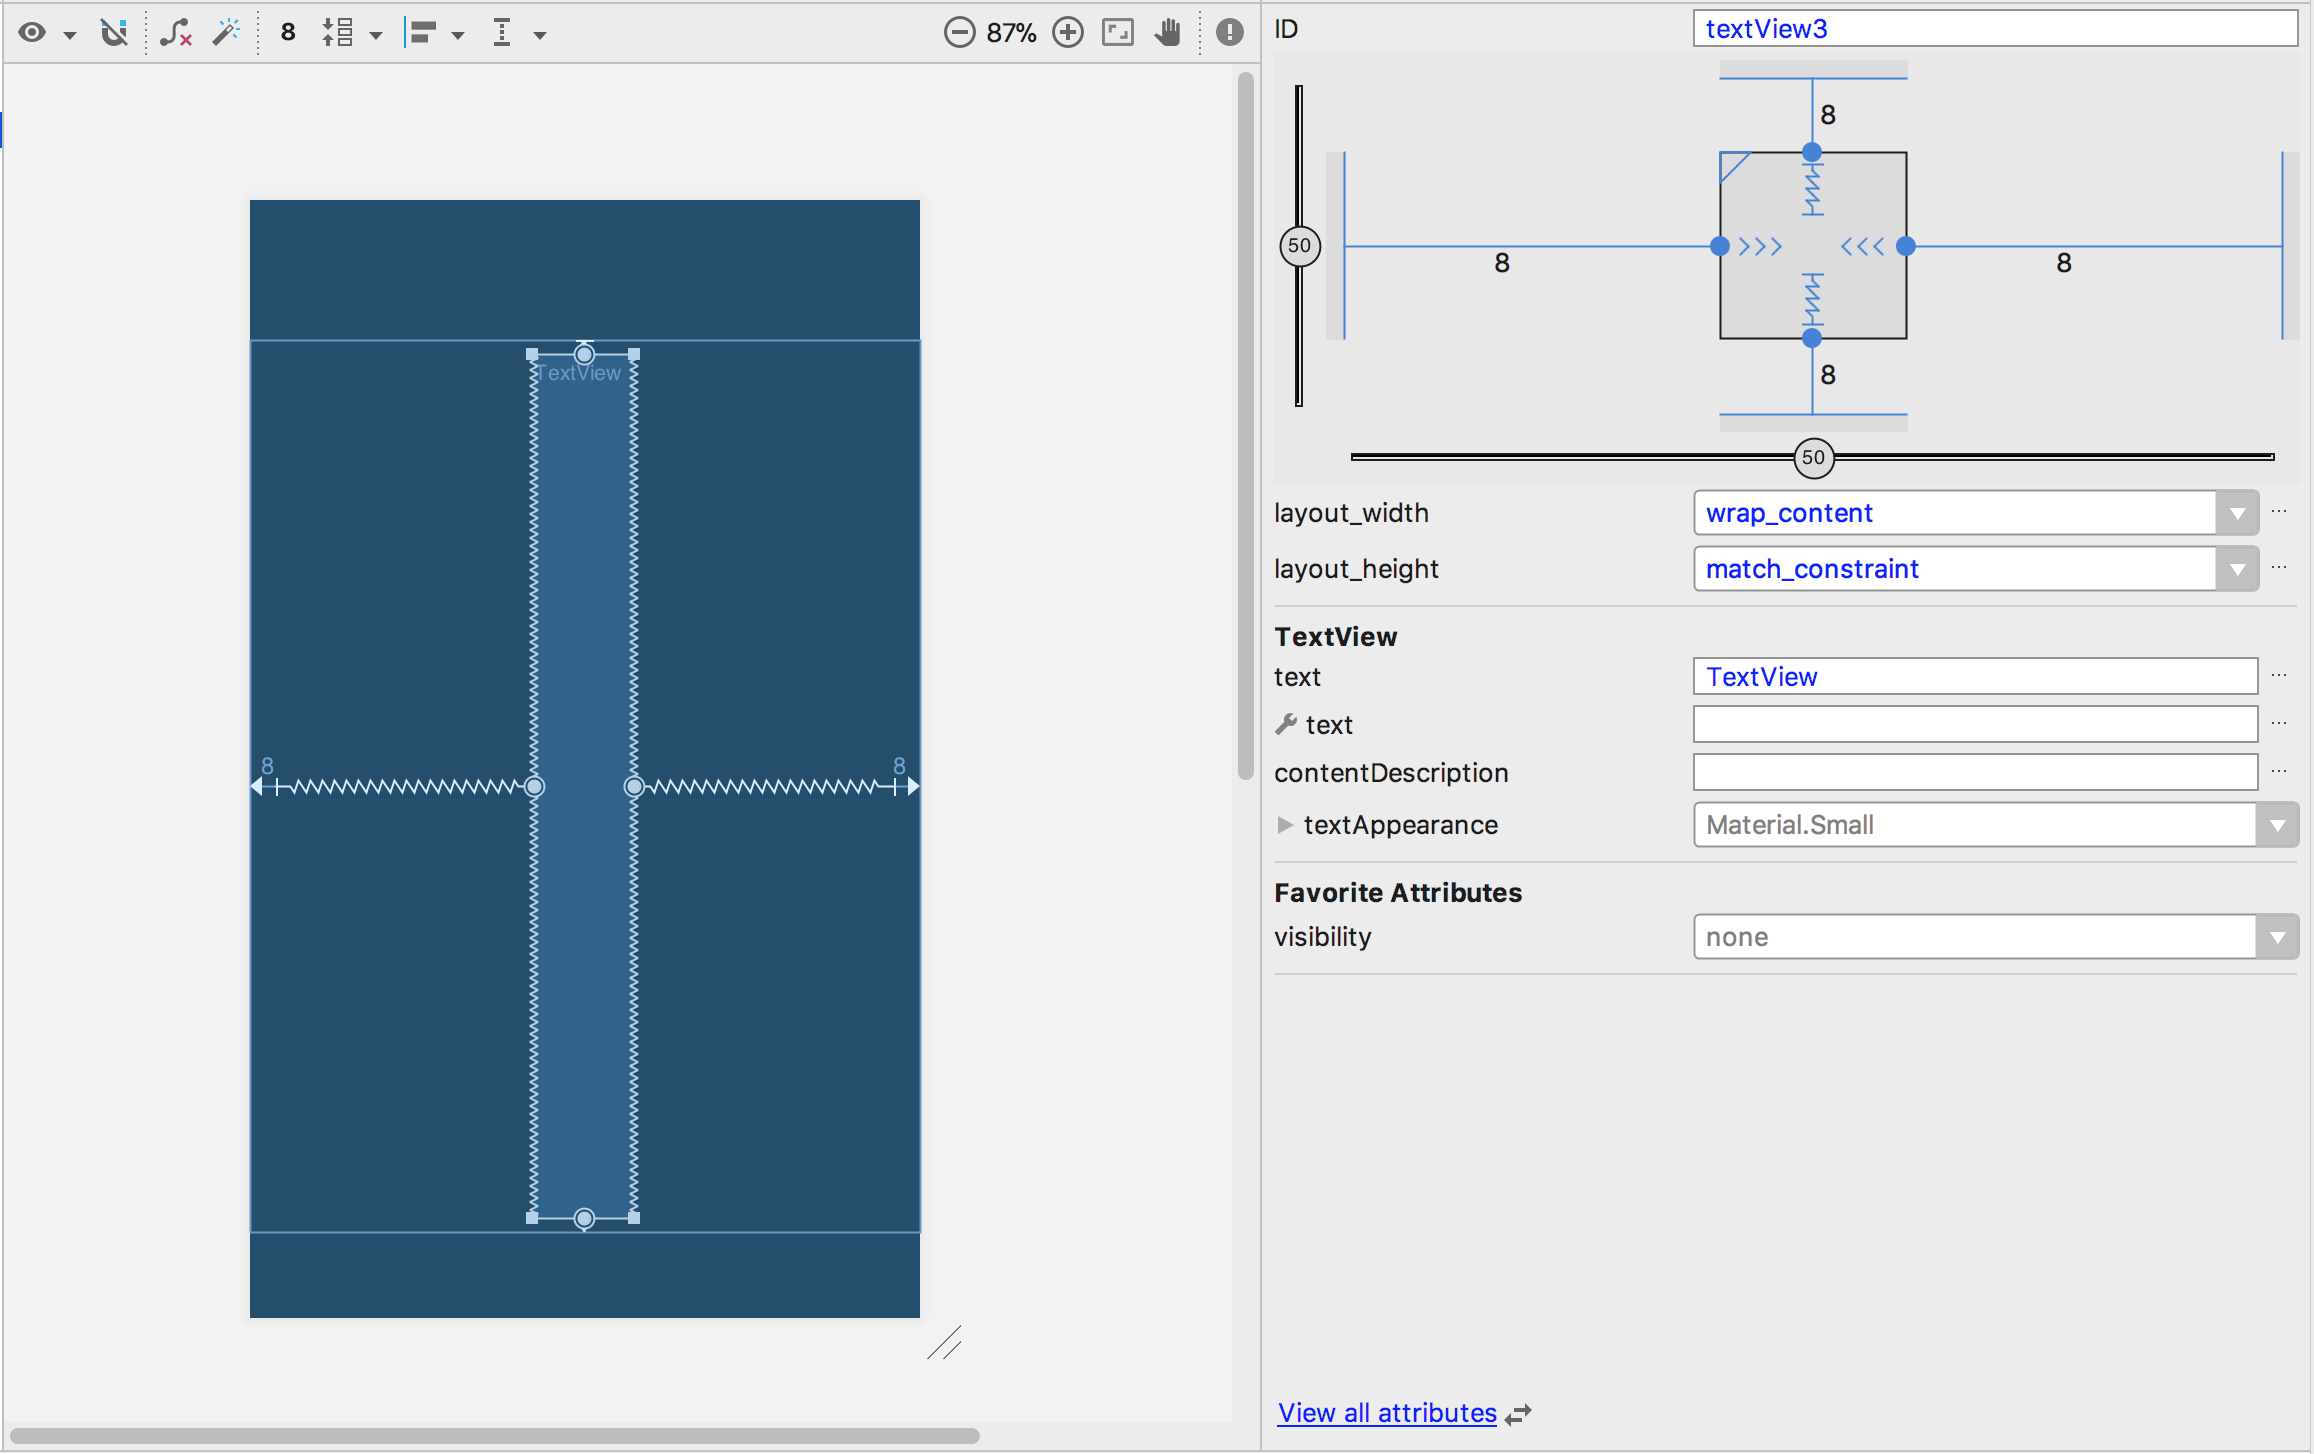 8
87%
TextView
8
8
ID
textView3
8
50
8
8
8
50
layout_width
wrap_content
layout_height
match_constraint
TextView
text
TextView
text
contentDescription
textAppearance
Material.Small
Favorite Attributes
visibility
none
View all attributes